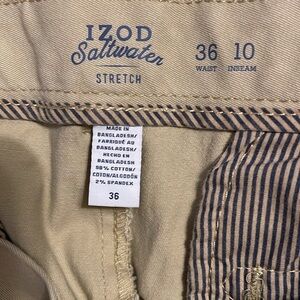 IZOD
Saltwater
STRETCH
36 10
WAIST INSEAM
MADE IN
BANGLADESH/
FABRIQUÉ AU
BANGLADESH/
HECHO EN
BANGLADESH
98% COTTON/
COTON/ALGODÓN
2% SPANDEX
36